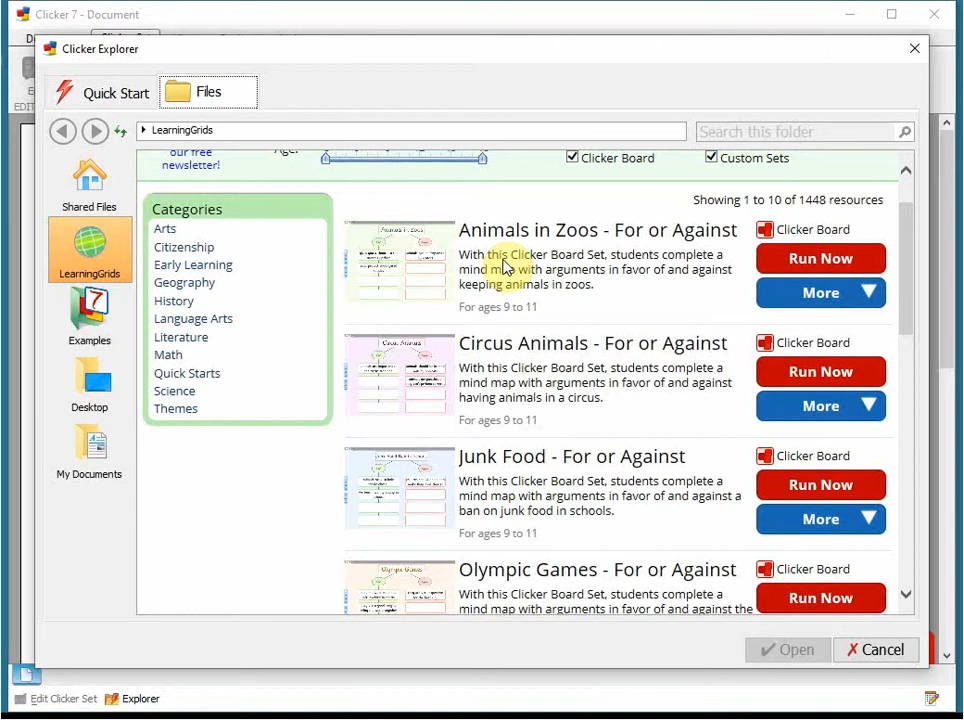 Clicker 7 - Document
Clicker Explorer
Quick Start
Files
LearningGrids
Search this folder
our free
newsletter!
Age:
Clicker Board
Custom Sets
Shared Files
LearningGrids
Examples
Desktop
My Documents
Categories
Arts
Citizenship
Early Learning
Geography
History
Language Arts
Literature
Math
Quick Starts
Science
Themes
Showing 1 to 10 of 1448 resources
Animals in Zoos - For or Against
With this Clicker Board Set, students complete a
mind map with arguments in favor of and against
keeping animals in zoos.
For ages 9 to 11
Clicker Board
Run Now
More
Circus Animals - For or Against
With this Clicker Board Set, students complete a
mind map with arguments in favor of and against
having animals in a circus.
For ages 9 to 11
Clicker Board
Run Now
More
Junk Food - For or Against
With this Clicker Board Set, students complete a
mind map with arguments in favor of and against a
ban on junk food in schools.
For ages 9 to 11
Clicker Board
Run Now
More
Olympic Games - For or Against
With this Clicker Board Set, students complete a
mind map with arguments in favor of and against the
Clicker Board
Run Now
Open
Cancel
Edit Clicker Set
Explorer